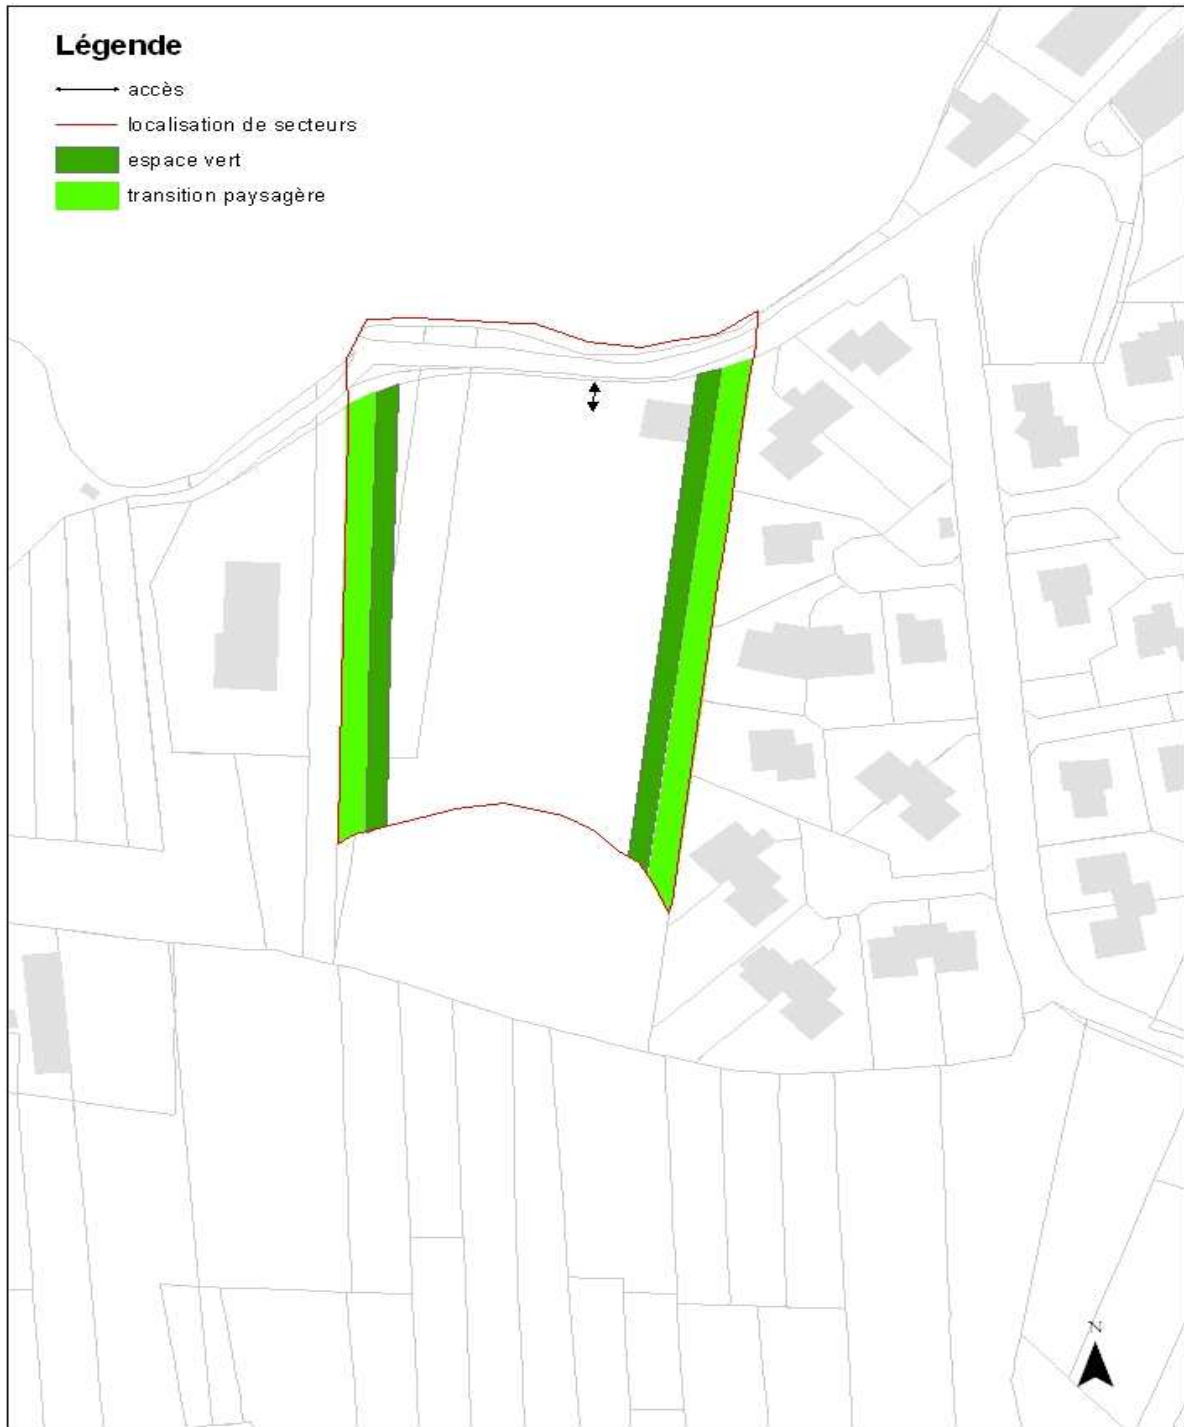 Légende
accès
localisation de secteurs
espace vert
transition paysagère
N